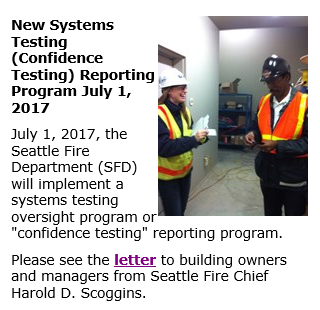 New Systems
Testing
(Confidence
Testing) Reporting
Program July 1,
2017
July 1, 2017, the
Seattle Fire
Department (SFD)
will implement a
systems testing
oversight program or
"confidence testing" reporting program.
Please see the letter to building owners
and managers from Seattle Fire Chief
Harold D. Scoggins.